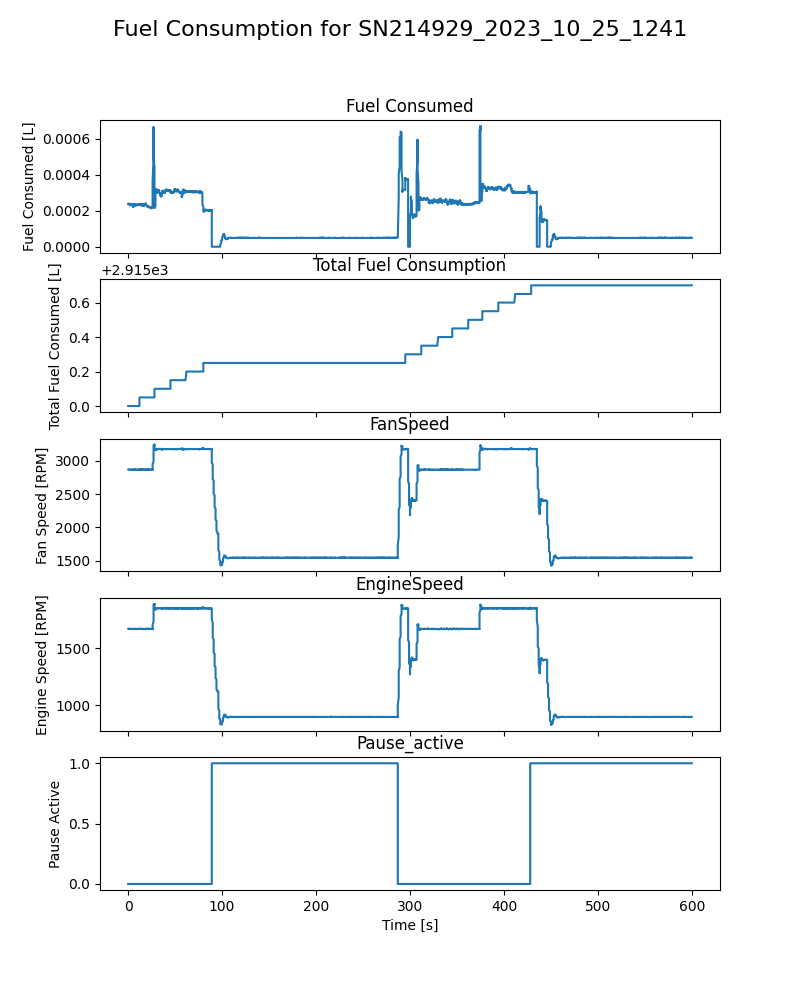 Fuel Consumption for SN214929_2023_10_25_1241
Fuel Consumed
Fuel Consumed [L]
0.0006
0.0004
0.0002
0.0000
+2.915e3
Total Fuel Consumption
Total Fuel Consumed [L]
0.6
0.4
0.2
0.0
FanSpeed
Fan Speed [RPM]
3000
2500
2000
1500
EngineSpeed
Engine Speed [RPM]
1500
1000
Pause_active
Pause Active
1.0
0.5
0.0
0 100 200 300 400 500 600
Time [s]